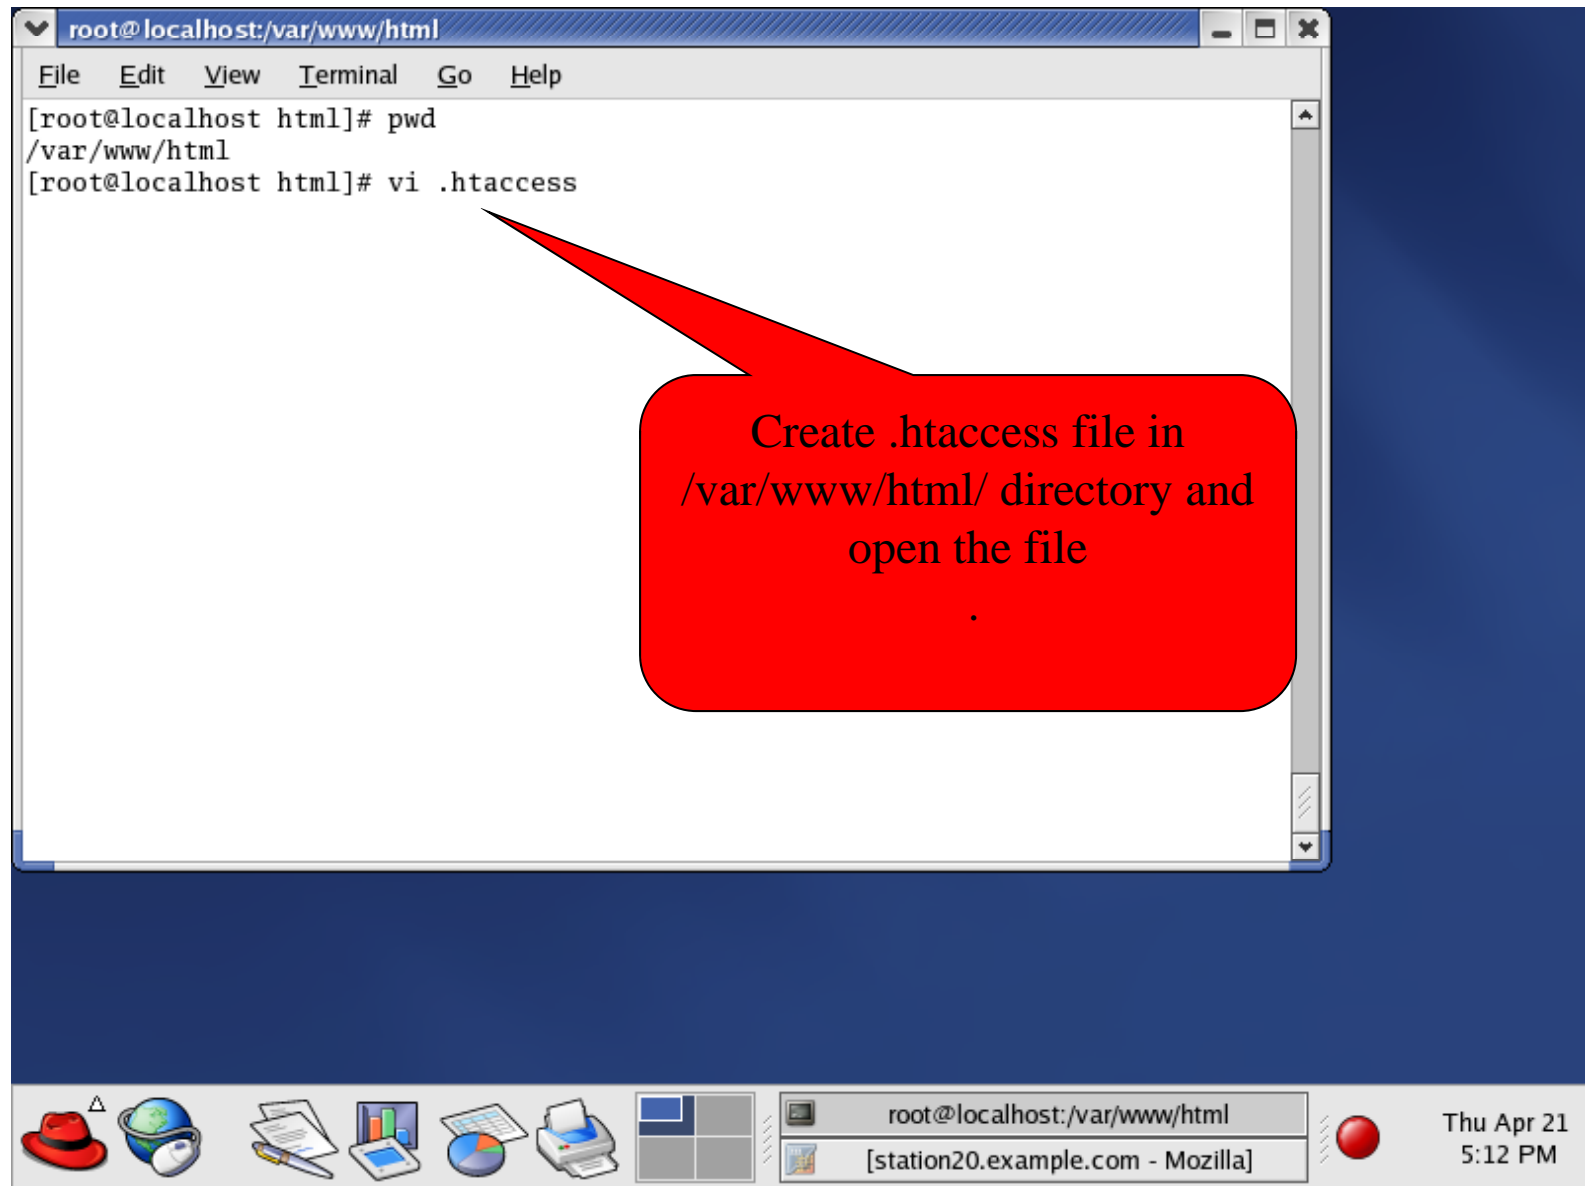 root@localhost:/var/www/html
File Edit View Terminal Go Help
[root@localhost html]# pwd
/var/www/html
[root@localhost html]# vi .htaccess
Create .htaccess file in
/var/www/html/ directory and
open the file
.
root@localhost:/var/www/html
[station20.example.com - Mozilla]
Thu Apr 21
5:12 PM